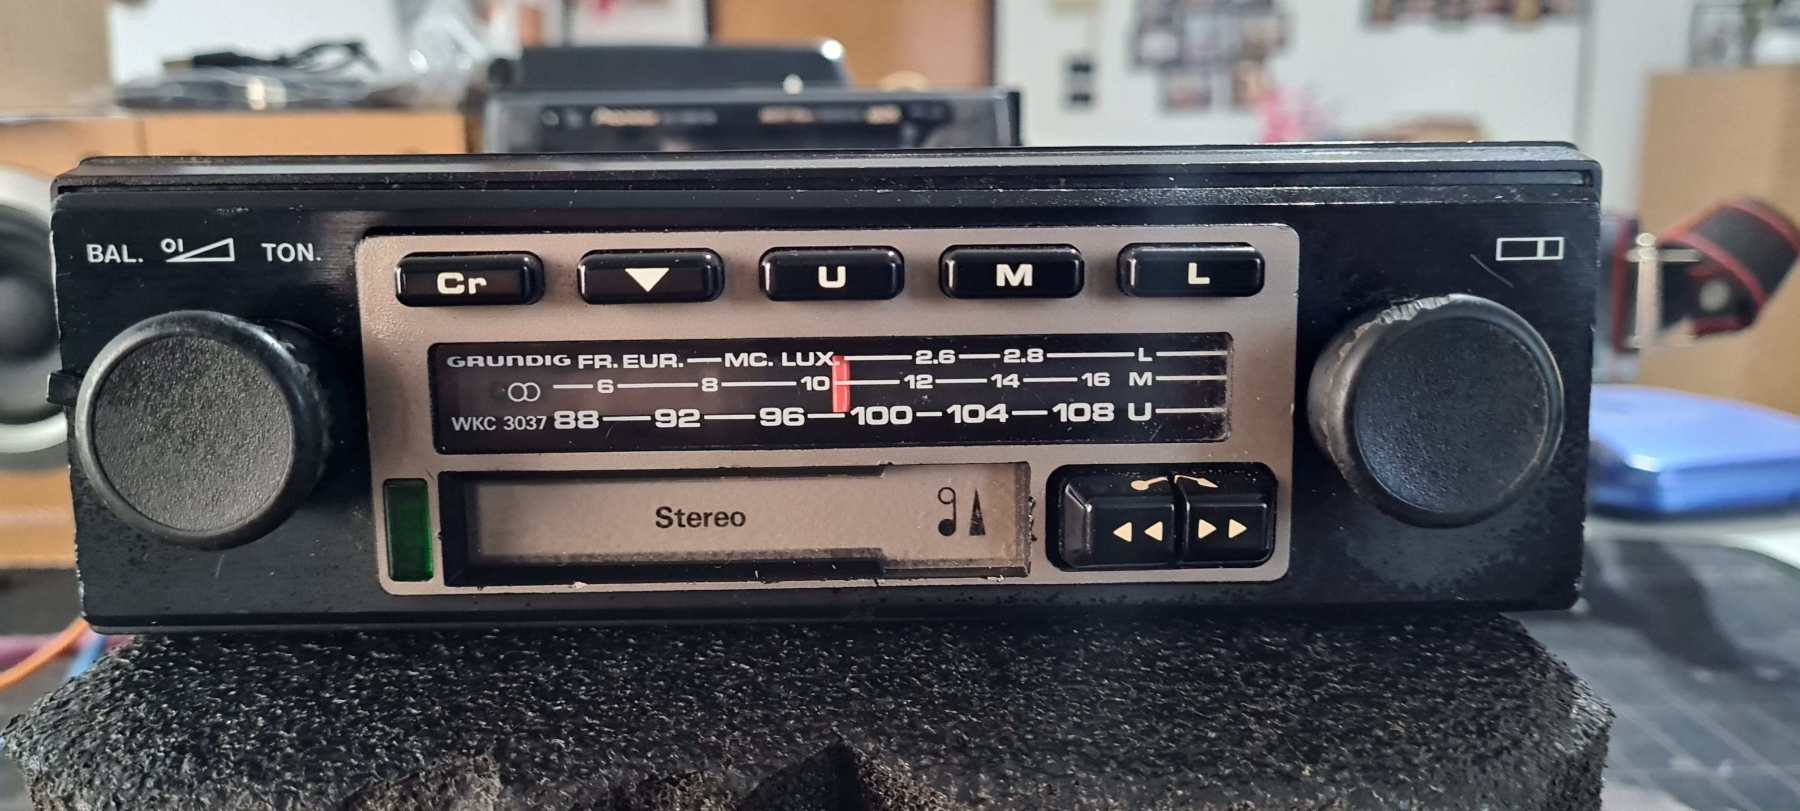 BAL. TON.
Cr U M L
GRUNDIG FR. EUR. MC. LUX. 2.6 2.8 L
6 8 10 12 14 16 M
WKC 3037 88 92 96 100 104 108 U
Stereo